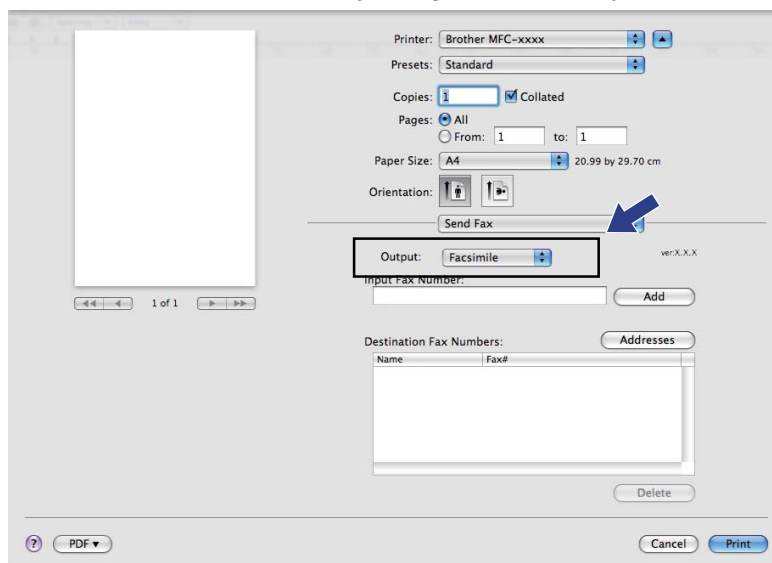 Printer: Brother MFC-xxxx
Presets: Standard
Copies: 1 Collated
Pages: All
From: 1 to: 1
Paper Size: A4 20.99 by 29.70 cm
Orientation:
Send Fax
Output: Facsimile ver:X.X.X
Input Fax Number:
Add
1 of 1
Destination Fax Numbers: Addresses
Name Fax#
Delete
? PDF Cancel Print